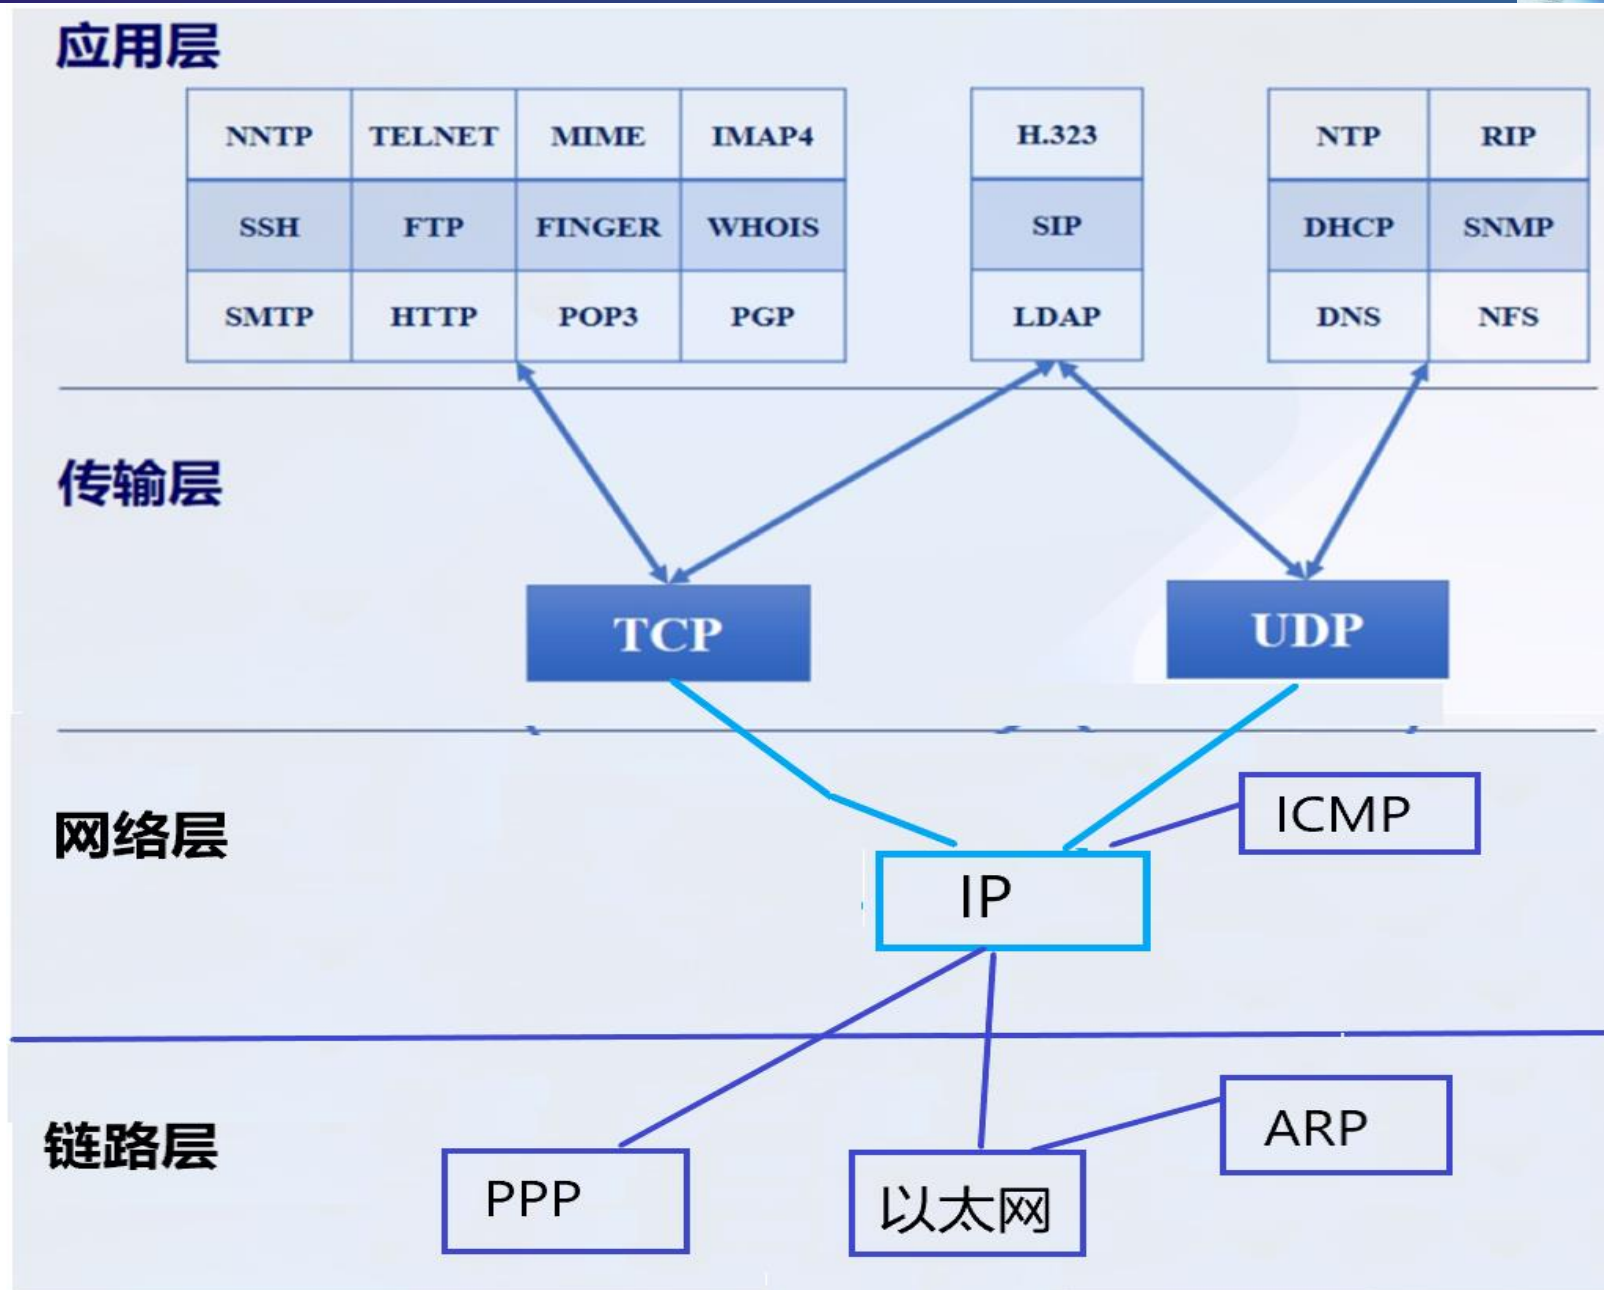 应用层
NNTP TELNET MIME IMAP4 H.323 NTP RIP
SSH FTP FINGER WHOIS SIP DHCP SNMP
SMTP HTTP POP3 PGP LDAP DNS NFS
传输层
TCP UDP
网络层
ICMP
IP
链路层
ARP
PPP 以太网